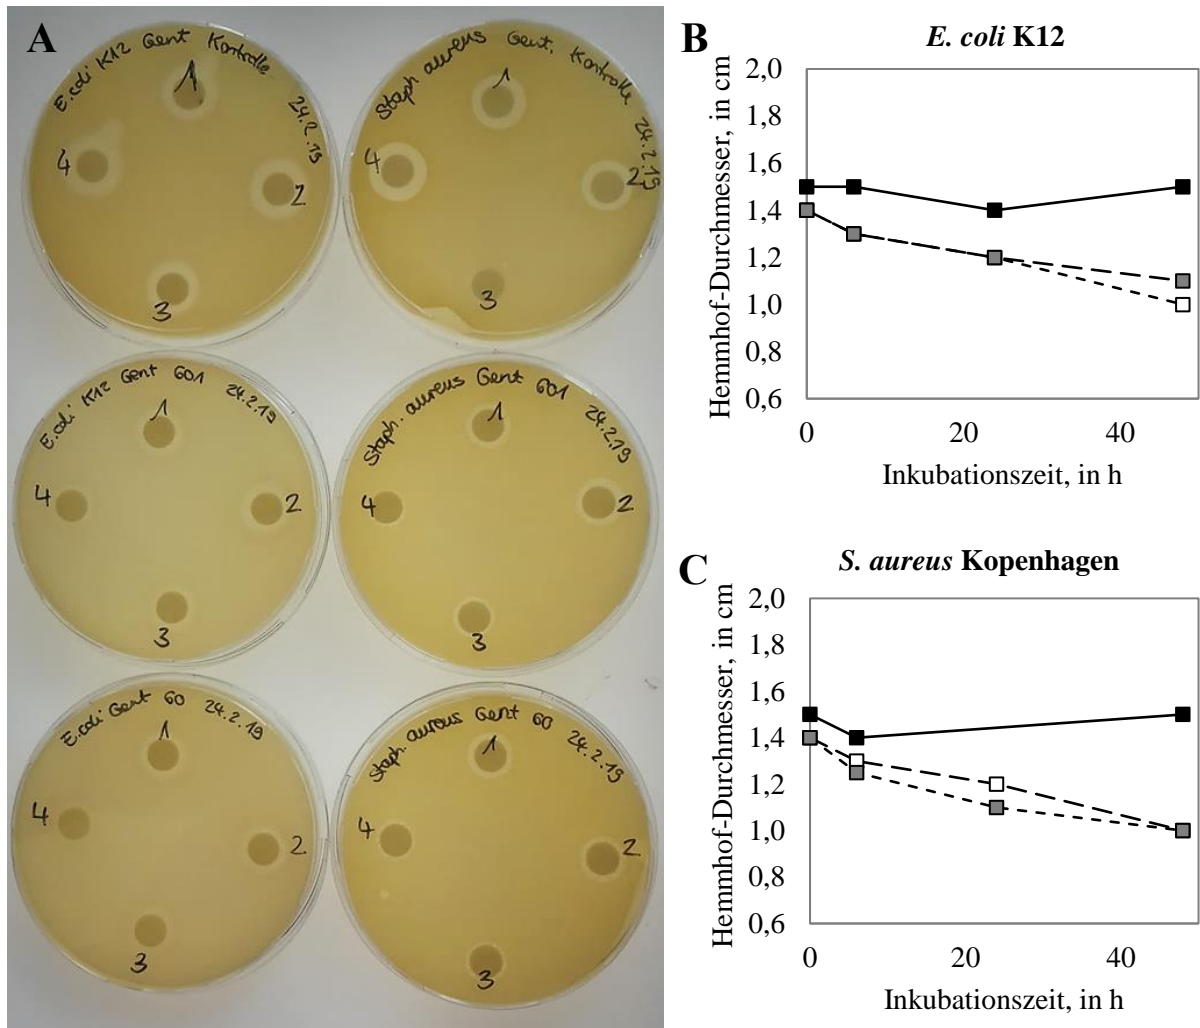 A
E.coli K12 Gent Kontrolle
24.2.19
1
2
3
4
Staph aureus Gent. Kontrolle 24.2.19
1
2
3
4
E.coli K12 Gent 601 24.2.19
1
2
3
4
Staph. aureus Gent 601 24.2.19
1
2
3
4
E.coli Gent 60 24.2.19
1
2
3
4
Staph. aureus Gent 60 24.2.19
1
2
3
4
B
E. coli K12
Hemmhof-Durchmesser, in cm
2,0
1,8
1,6
1,4
1,2
1,0
0,8
0,6
0 20 40
Inkubationszeit, in h
C
S. aureus Kopenhagen
Hemmhof-Durchmesser, in cm
2,0
1,8
1,6
1,4
1,2
1,0
0,8
0,6
0 20 40
Inkubationszeit, in h